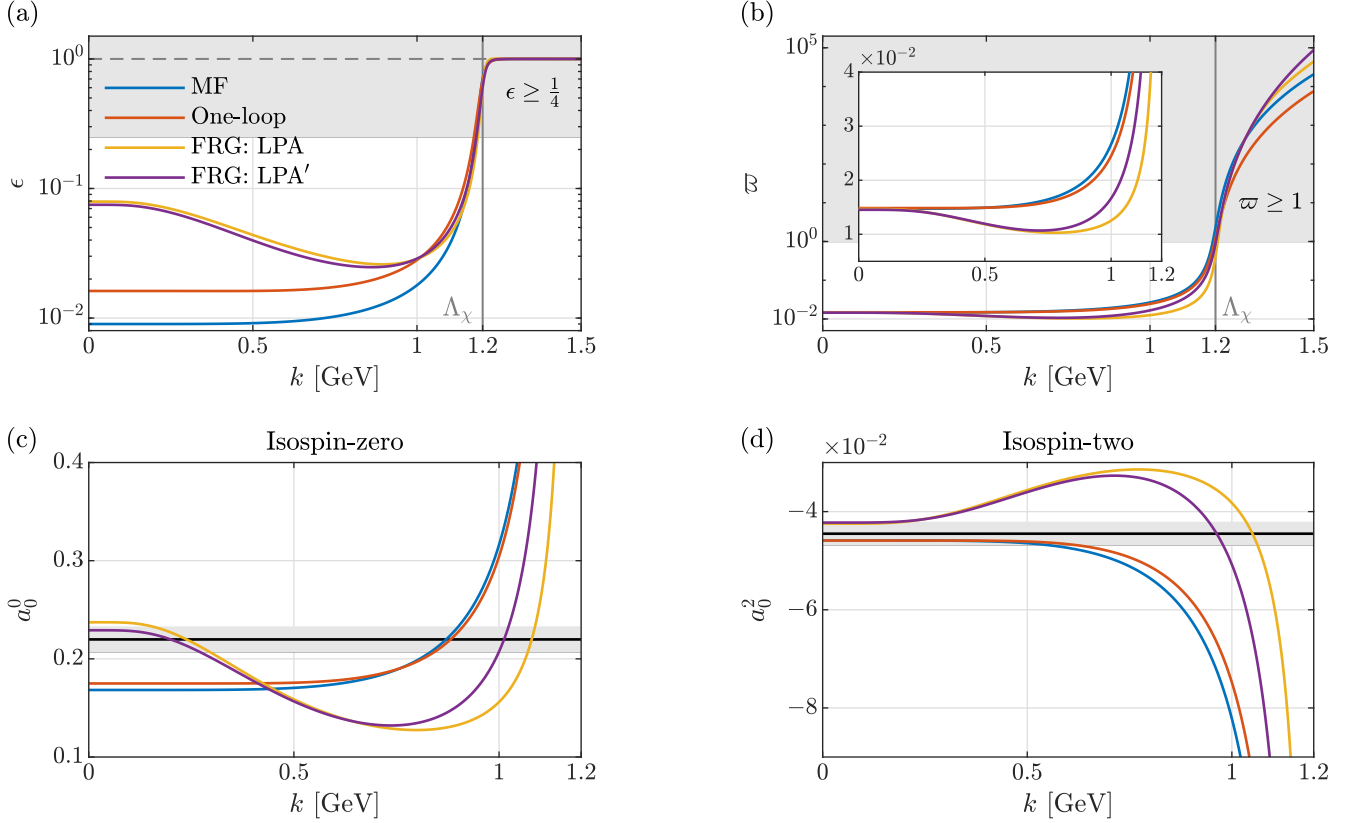 (a)
10^0
10^{-1}
10^{-2}
ϵ
MF
One-loop
FRG: LPA
FRG: LPA′
ϵ ≥ 1/4
Λ_χ
0
0.5
1
1.2
1.5
k [GeV]
(b)
10^5
10^0
10^{-2}
ϖ
×10^{-2}
4
3
2
1
0
0.5
1
1.2
ϖ ≥ 1
Λ_χ
0
0.5
1
1.2
1.5
k [GeV]
(c)
Isospin-zero
0.4
0.3
0.2
0.1
a_0^0
0
0.5
1
1.2
k [GeV]
(d)
×10^{-2}
Isospin-two
−4
−6
−8
a_0^2
0
0.5
1
1.2
k [GeV]